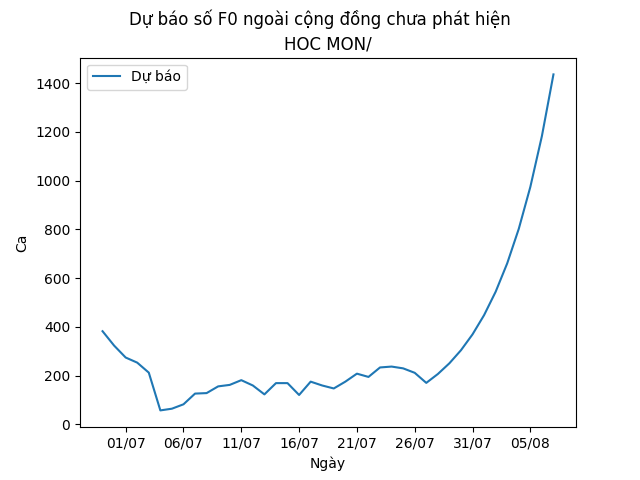 Dự báo số F0 ngoài cộng đồng chưa phát hiện
HOC MON/
Dự báo
1400
1200
1000
800
600
400
200
0
Ca
01/07 06/07 11/07 16/07 21/07 26/07 31/07 05/08
Ngày